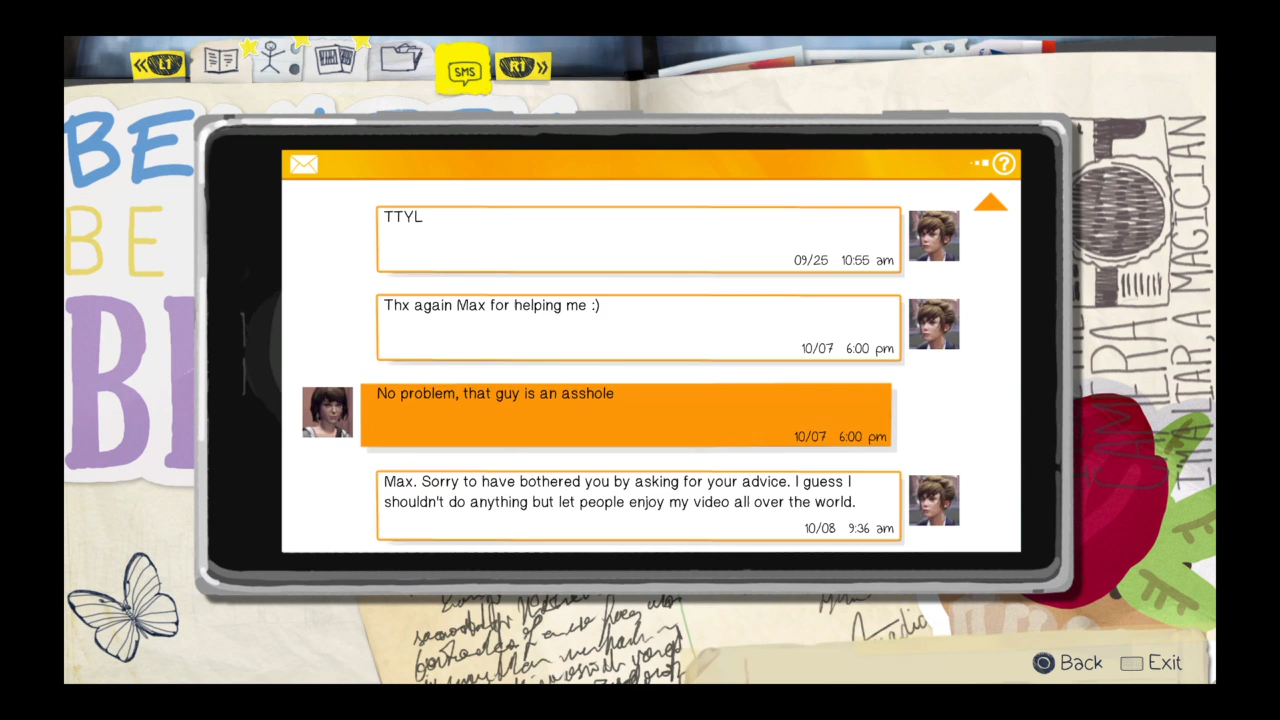 LT
SMS
R1
BE
BE
TTYL
09/25 10:55 am
Thx again Max for helping me :)
10/07 6:00 pm
No problem, that guy is an asshole
10/07 6:00 pm
Max. Sorry to have bothered you by asking for your advice. I guess I
shouldn't do anything but let people enjoy my video all over the world.
10/08 9:36 am
CAMERA
I'M A LIAR, A MAGICIAN
Back
Exit